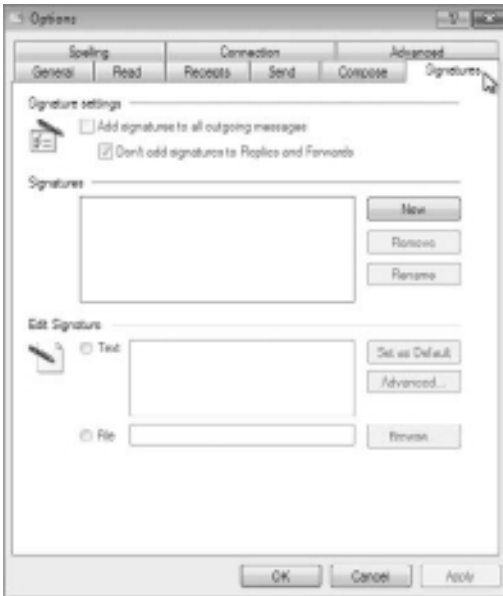 Options
Spelling Connection Advanced
General Read Receipts Send Compose Signatures
Signature settings
Add signatures to all outgoing messages
Don't add signatures to Replies and Forwards
Signatures
New
Remove
Rename
Edit Signature
Text
Set as Default
Advanced...
File
Browse
OK Cancel Apply